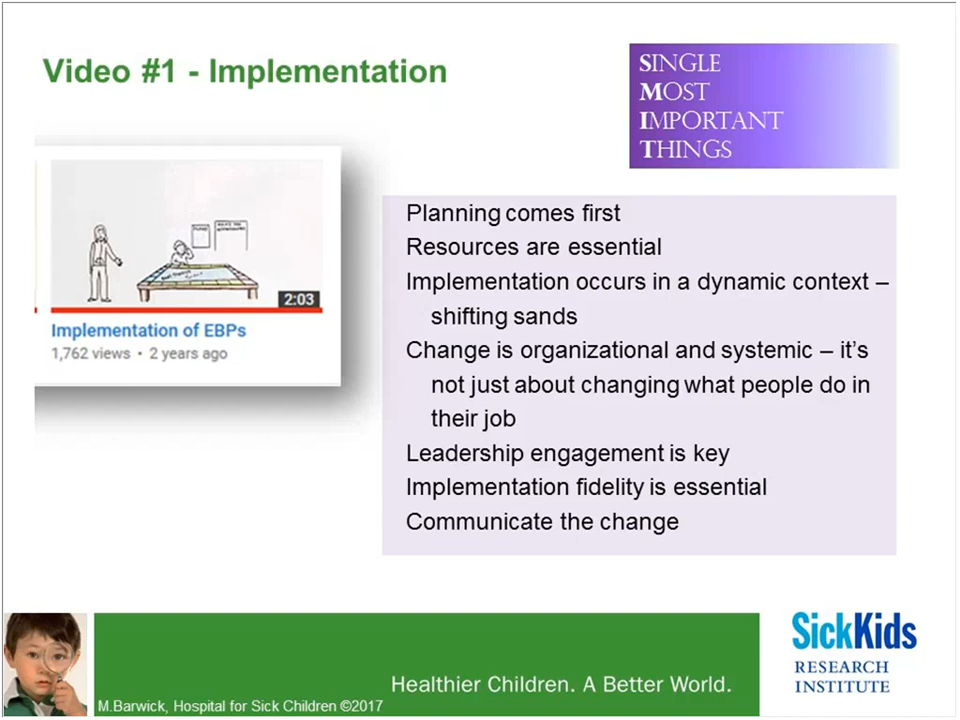 Video #1 - Implementation
SINGLE
MOST
IMPORTANT
THINGS
2:03
Implementation of EBPs
1,762 views • 2 years ago
Planning comes first
Resources are essential
Implementation occurs in a dynamic context –
shifting sands
Change is organizational and systemic – it’s
not just about changing what people do in
their job
Leadership engagement is key
Implementation fidelity is essential
Communicate the change
Healthier Children. A Better World.
M.Barwick, Hospital for Sick Children ©2017
SickKids
RESEARCH
INSTITUTE